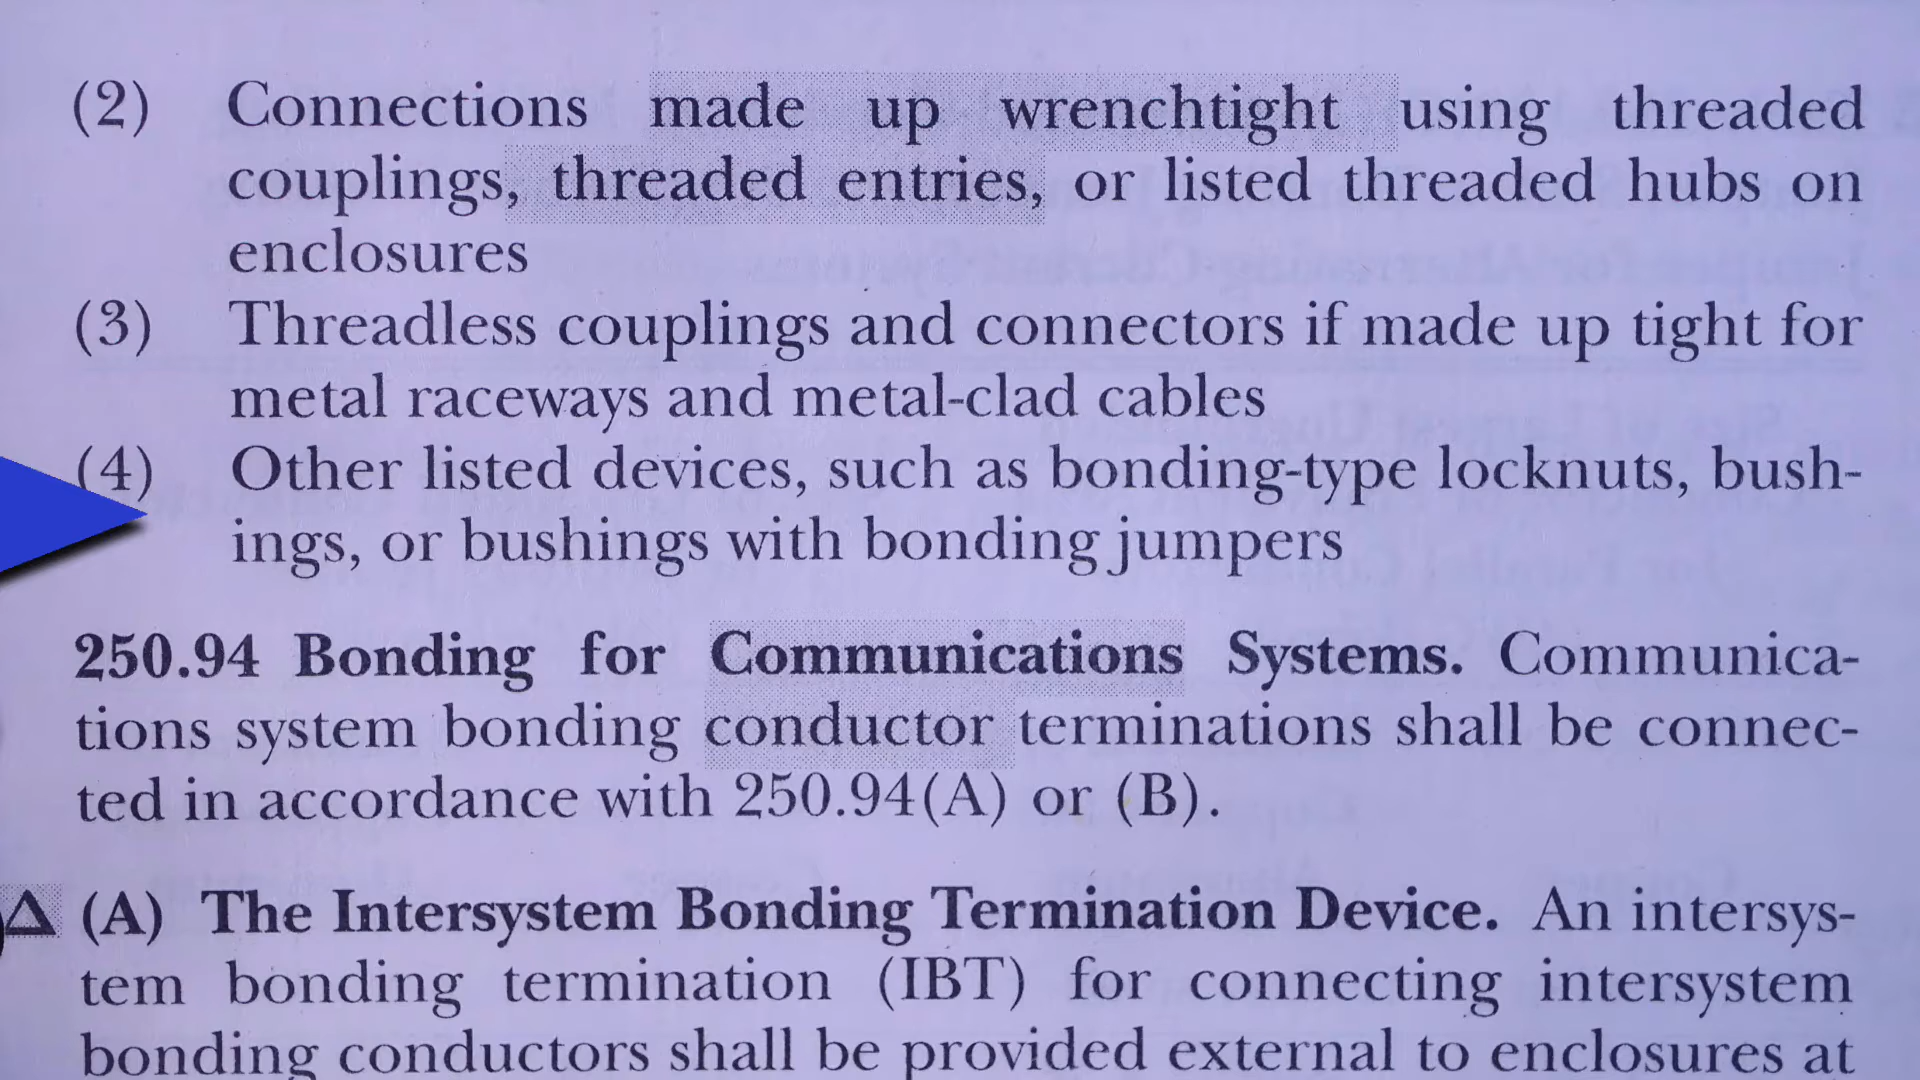 (2) Connections made up wrenchtight using threaded
couplings, threaded entries, or listed threaded hubs on
enclosures
(3) Threadless couplings and connectors if made up tight for
metal raceways and metal-clad cables
(4) Other listed devices, such as bonding-type locknuts, bush-
ings, or bushings with bonding jumpers
250.94 Bonding for Communications Systems. Communica-
tions system bonding conductor terminations shall be connec-
ted in accordance with 250.94(A) or (B).
Δ (A) The Intersystem Bonding Termination Device. An intersys-
tem bonding termination (IBT) for connecting intersystem
bonding conductors shall be provided external to enclosures at